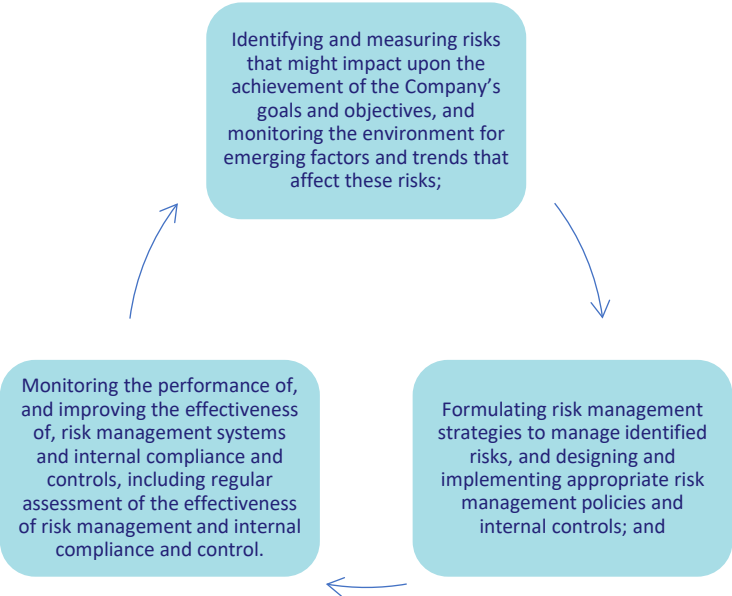 Identifying and measuring risks
that might impact upon the
achievement of the Company’s
goals and objectives, and
monitoring the environment for
emerging factors and trends that
affect these risks;
Formulating risk management
strategies to manage identified
risks, and designing and
implementing appropriate risk
management policies and
internal controls; and
Monitoring the performance of,
and improving the effectiveness
of, risk management systems
and internal compliance and
controls, including regular
assessment of the effectiveness
of risk management and internal
compliance and control.